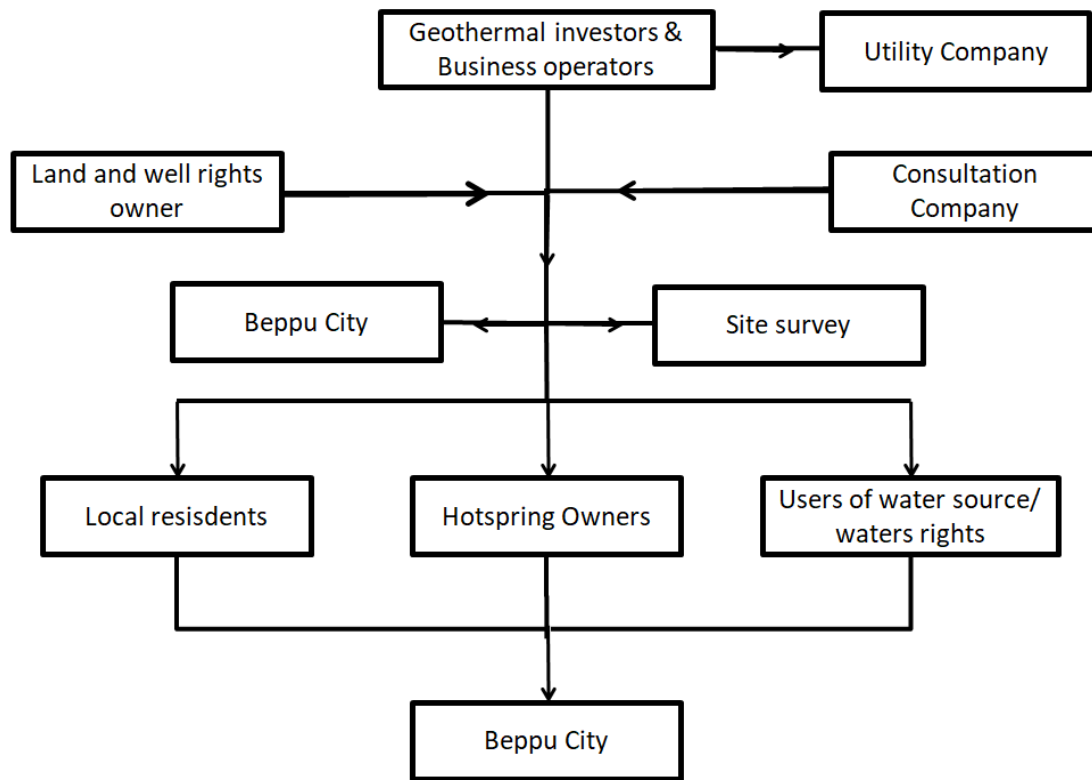 Geothermal investors &
Business operators
Utility Company
Land and well rights
owner
Consultation
Company
Beppu City
Site survey
Local resisdents
Hotspring Owners
Users of water source/
waters rights
Beppu City